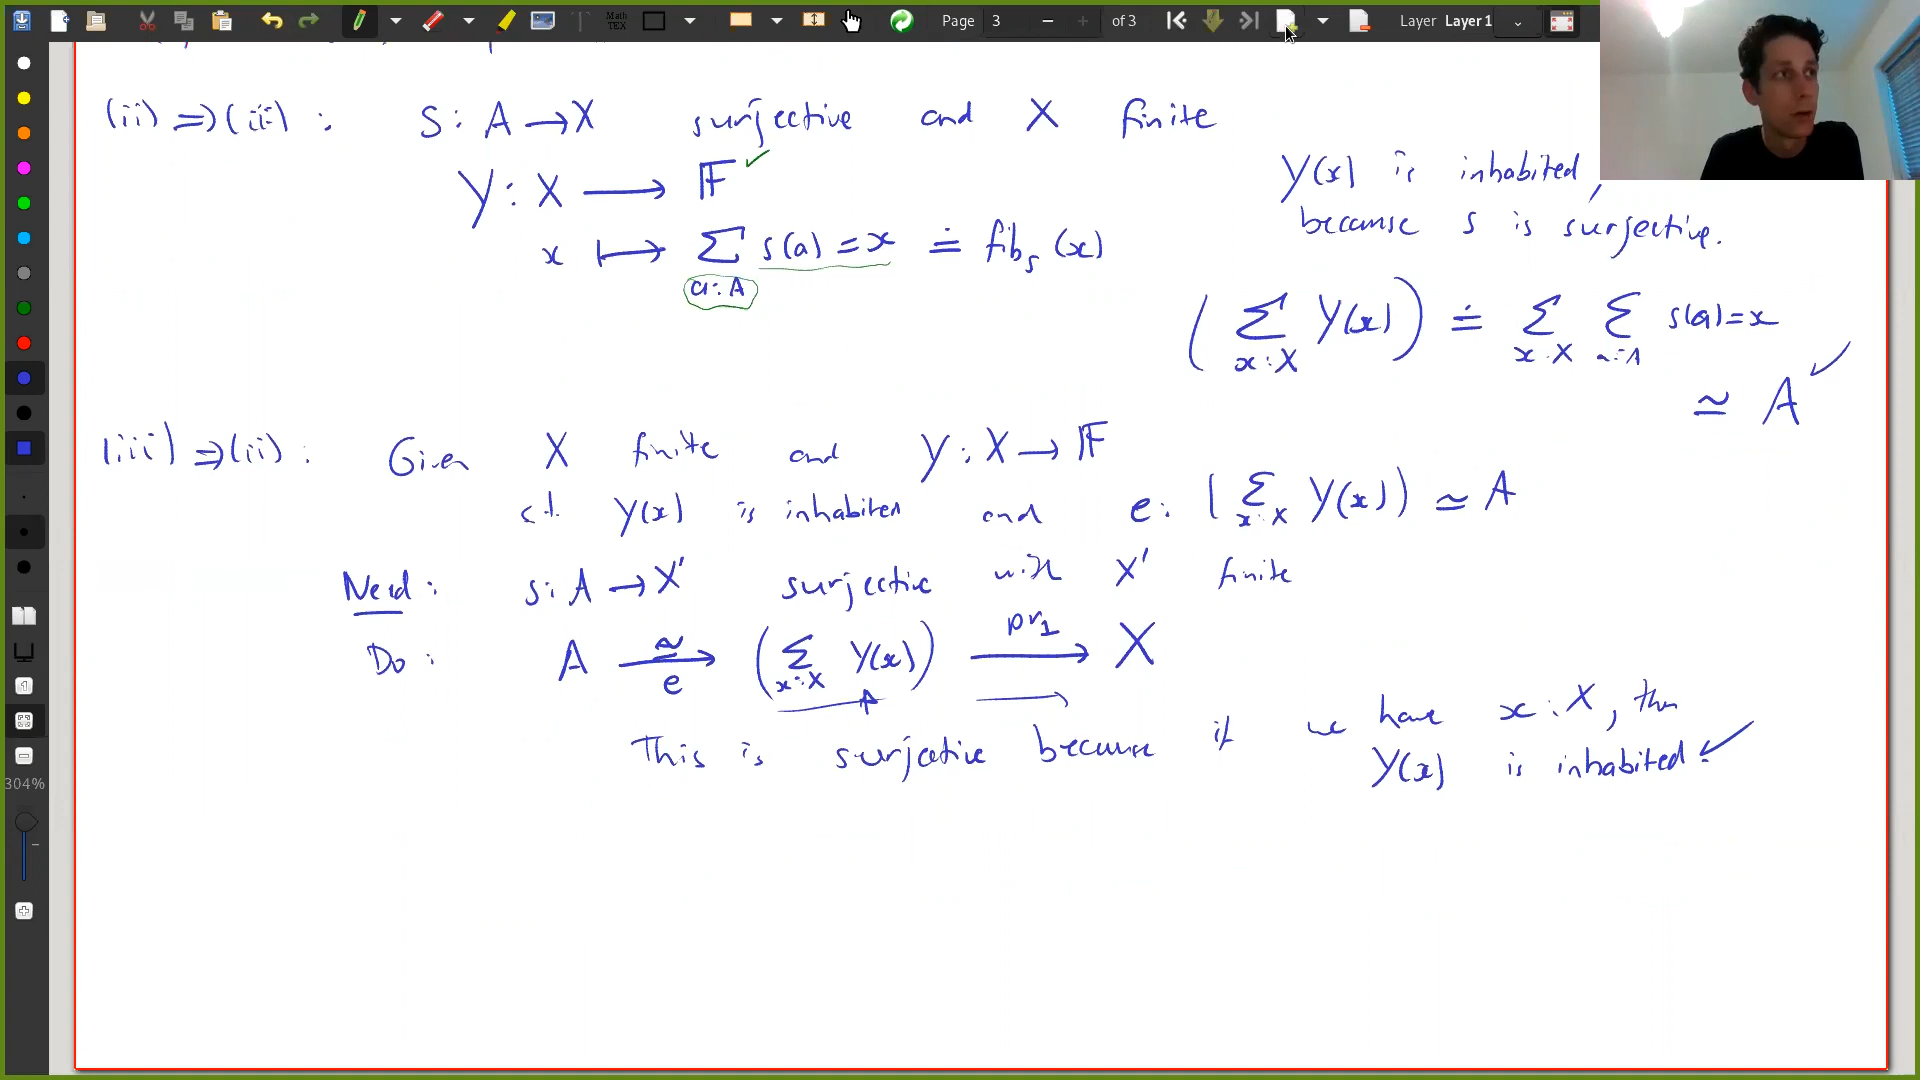 Page 3 of 3 Layer Layer 1
(ii) ⇒ (iii) : S : A → X surjective and X finite
Y : X ⟶ 𝔽 ✓
x ⟼ ∑ s(a) = x ≐ fib_s (x)
a : A
Y(x) is inhabited,
because s is surjective.
( ∑_{x : X} Y(x) ) ≐ ∑_{x : X} ∑_{a : A} s(a) = x
≃ A ✓
(iii) ⇒ (ii) : Given X finite and Y : X → 𝔽
s.t. Y(x) is inhabited and e : ( ∑_{x : X} Y(x) ) ≃ A
Need : s : A → X' surjective with X' finite
Do : A ≃⟶_e ( ∑_{x : X} Y(x) ) ⟶^{pr_1} X
This is surjective because if we have x : X, then
Y(x) is inhabited. ✓
304%